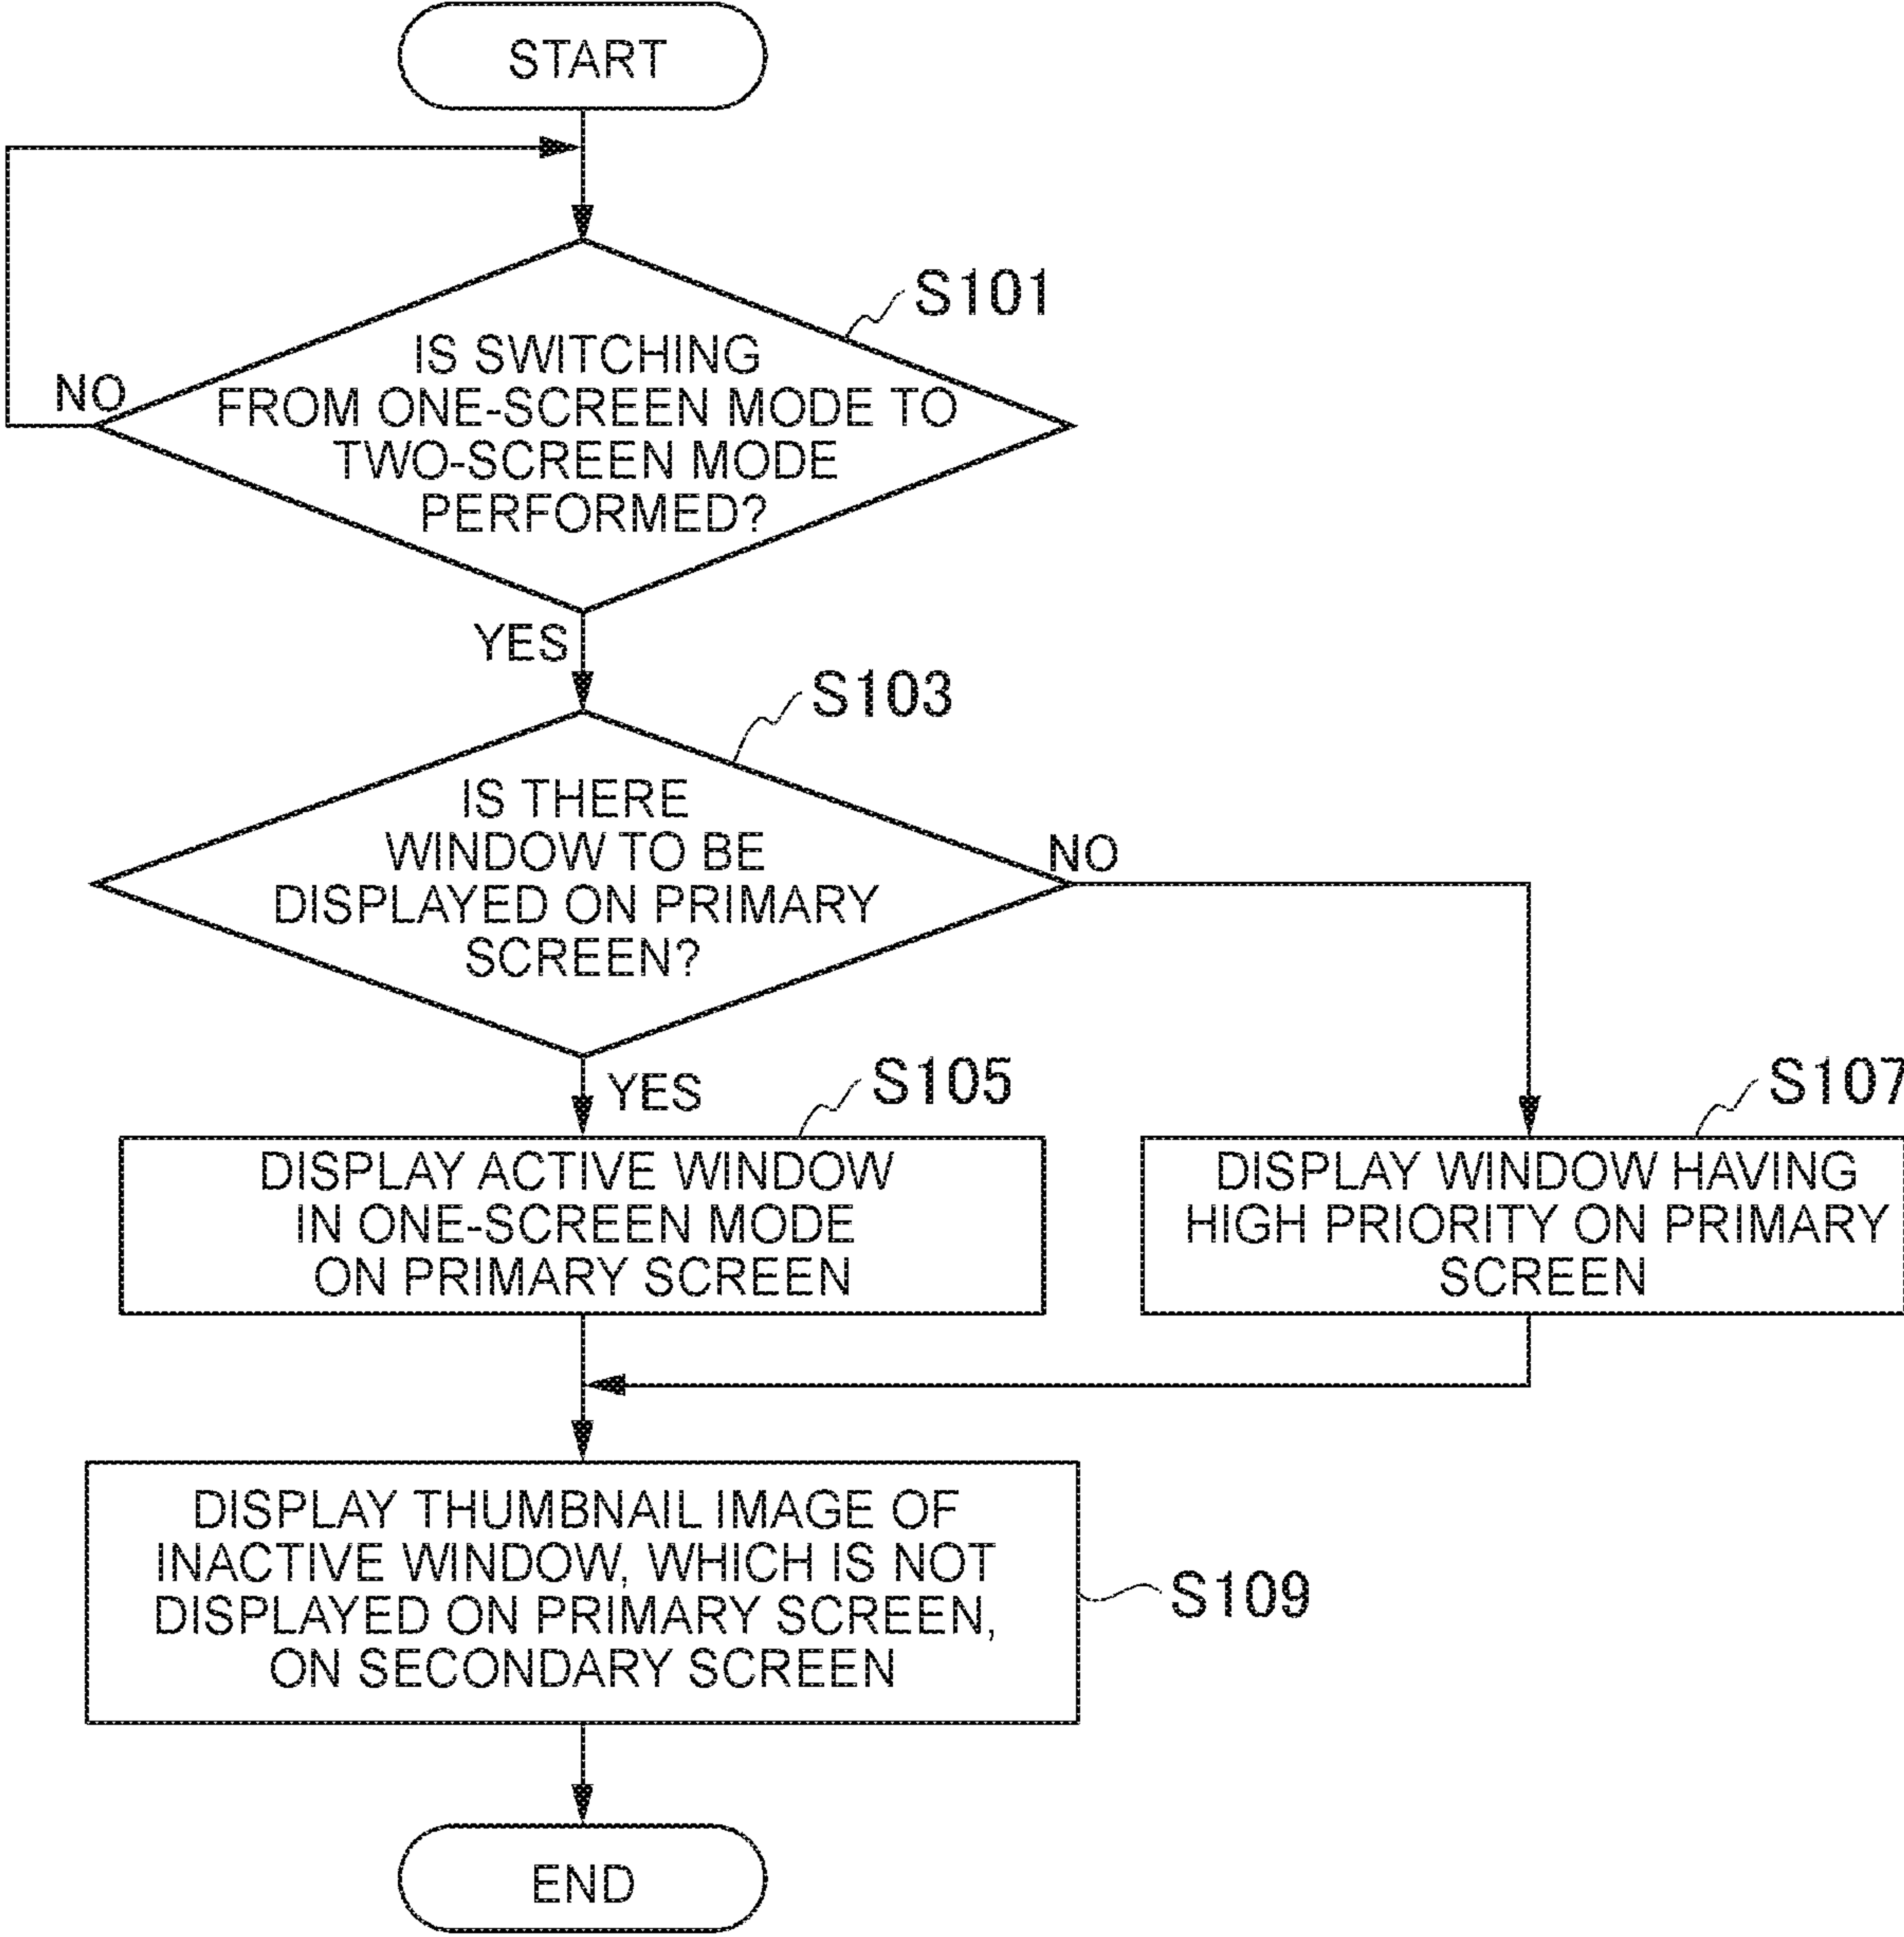 START
S101
IS SWITCHING
FROM ONE-SCREEN MODE TO
TWO-SCREEN MODE
PERFORMED?
NO
YES
S103
IS THERE
WINDOW TO BE
DISPLAYED ON PRIMARY
SCREEN?
NO
YES
S105
DISPLAY ACTIVE WINDOW
IN ONE-SCREEN MODE
ON PRIMARY SCREEN
S107
DISPLAY WINDOW HAVING
HIGH PRIORITY ON PRIMARY
SCREEN
DISPLAY THUMBNAIL IMAGE OF
INACTIVE WINDOW, WHICH IS NOT
DISPLAYED ON PRIMARY SCREEN,
ON SECONDARY SCREEN
S109
END